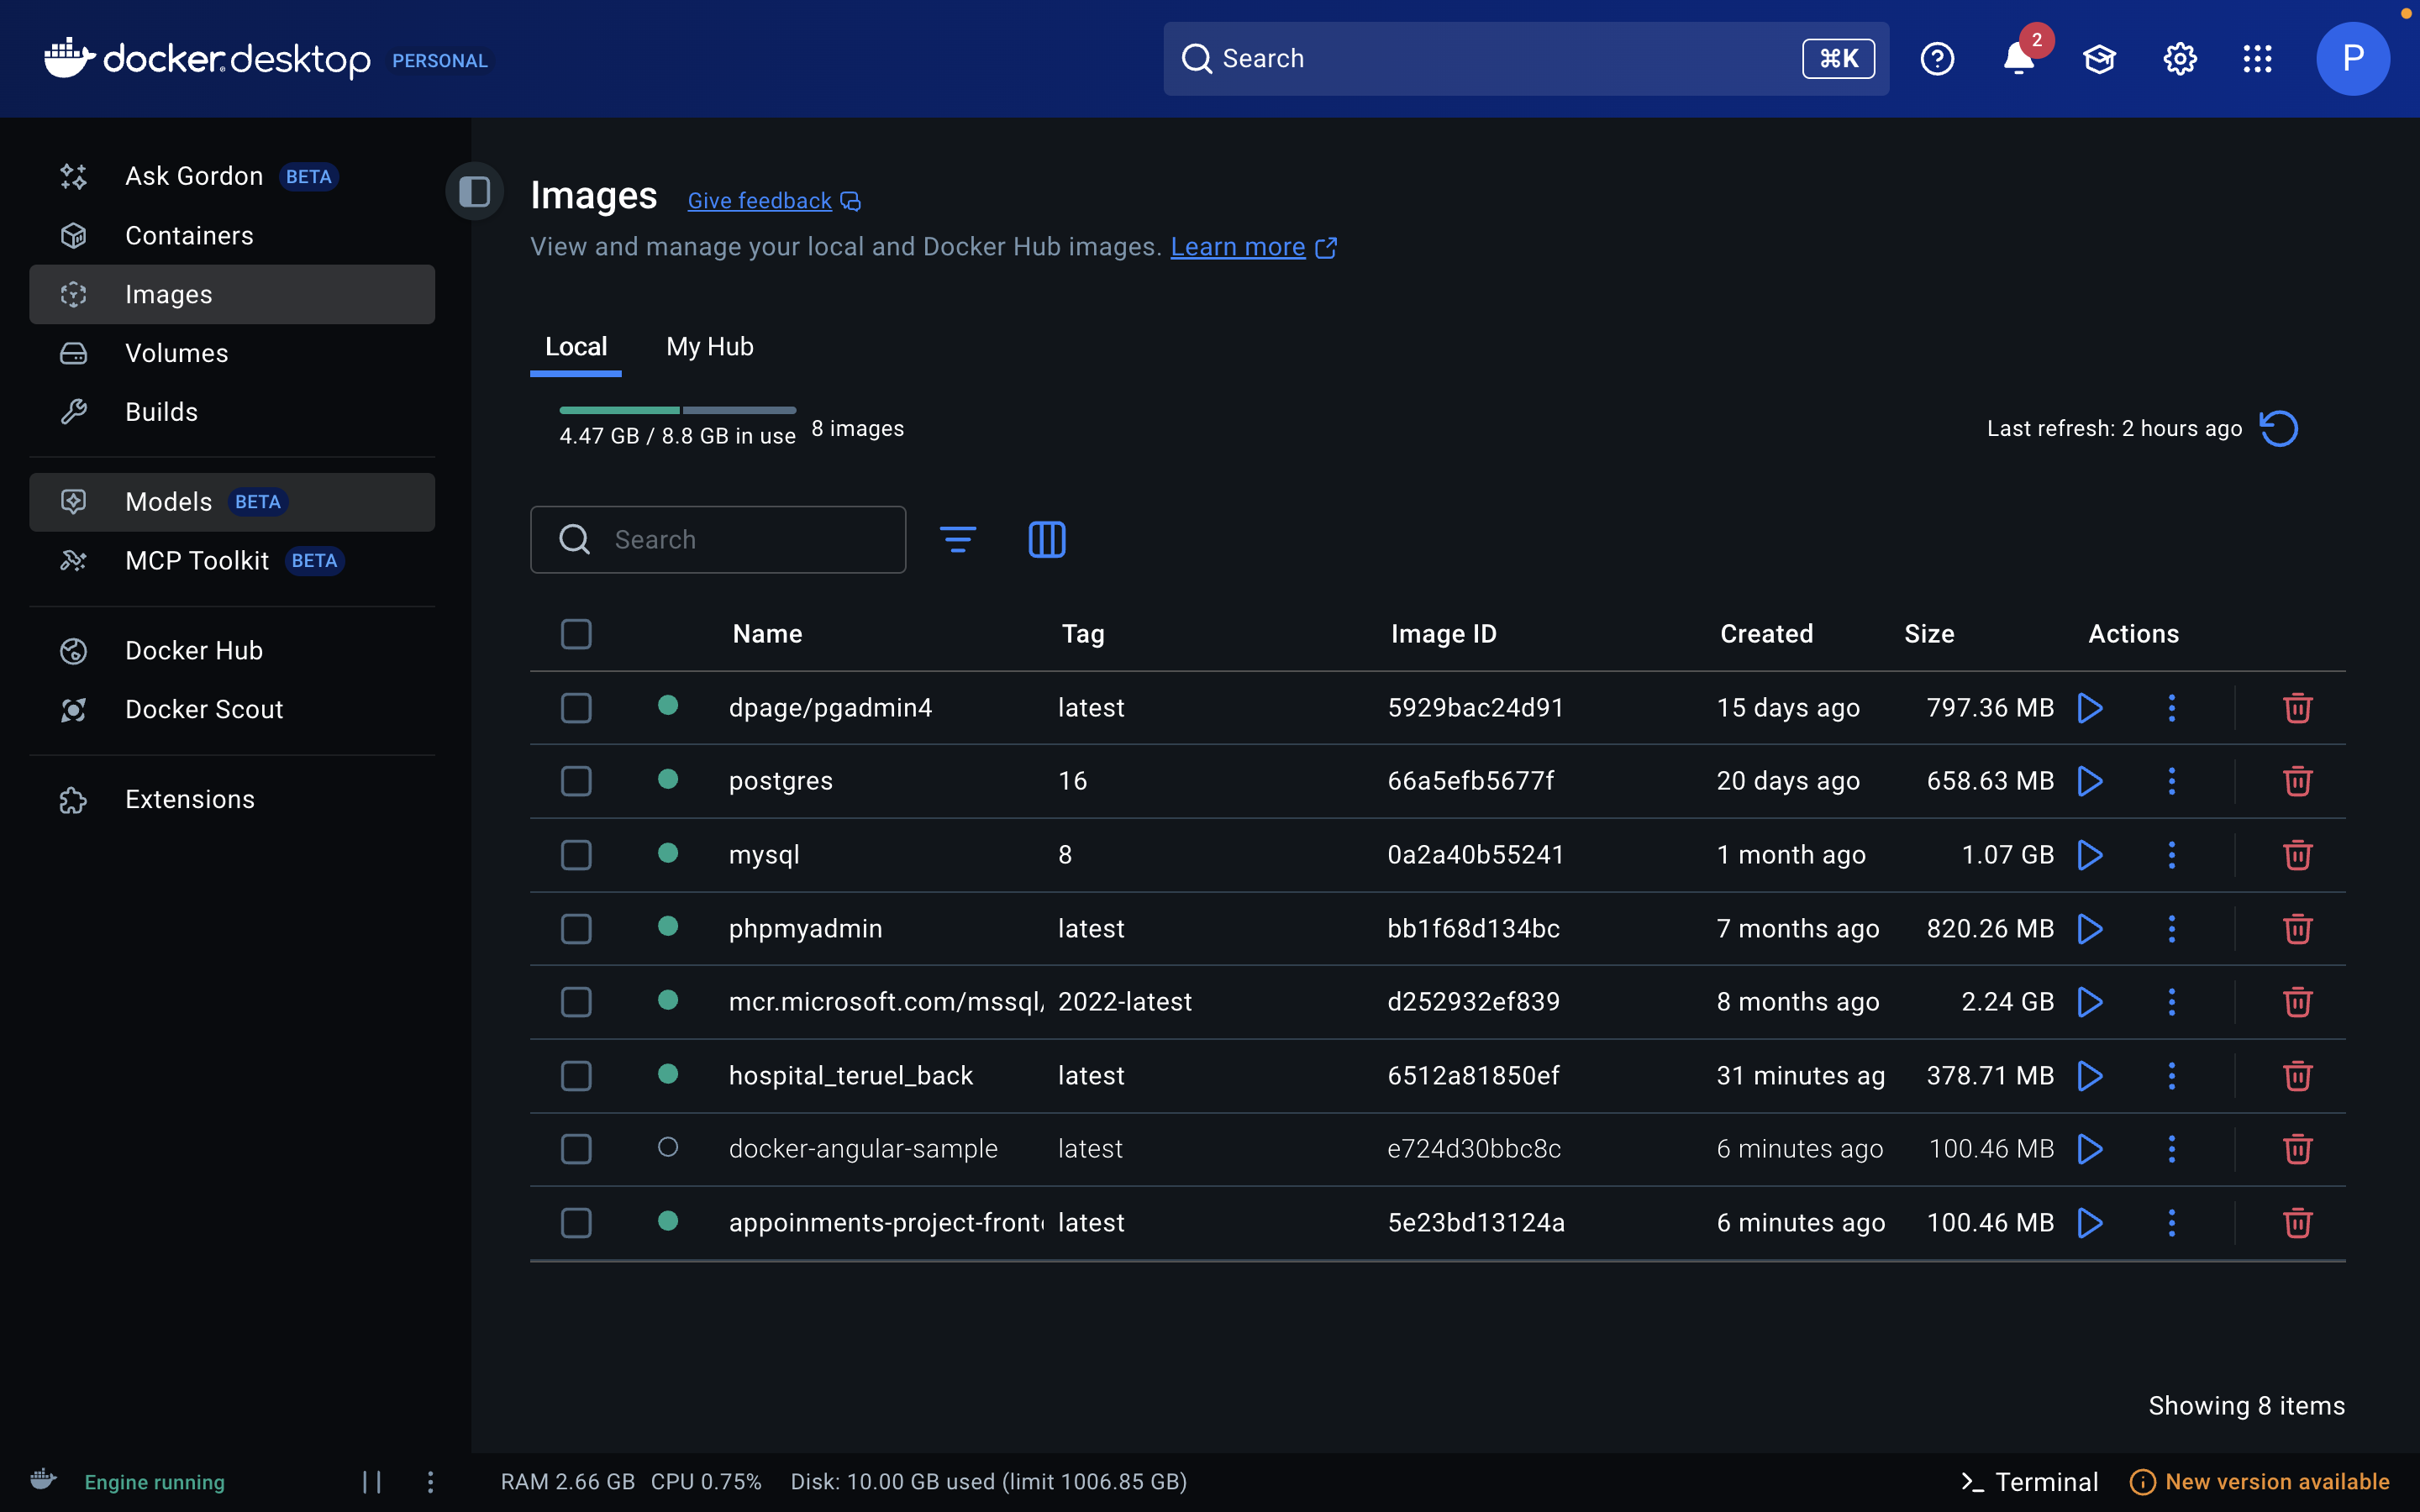 docker desktop PERSONAL
Search ⌘K
2
P
Ask Gordon BETA
Containers
Images
Volumes
Builds
Models BETA
MCP Toolkit BETA
Docker Hub
Docker Scout
Extensions
Images Give feedback
View and manage your local and Docker Hub images. Learn more
Local My Hub
4.47 GB / 8.8 GB in use 8 images
Last refresh: 2 hours ago
Search
Name Tag Image ID Created Size Actions
dpage/pgadmin4 latest 5929bac24d91 15 days ago 797.36 MB
postgres 16 66a5efb5677f 20 days ago 658.63 MB
mysql 8 0a2a40b55241 1 month ago 1.07 GB
phpmyadmin latest bb1f68d134bc 7 months ago 820.26 MB
mcr.microsoft.com/mssql/ 2022-latest d252932ef839 8 months ago 2.24 GB
hospital_teruel_back latest 6512a81850ef 31 minutes ag 378.71 MB
docker-angular-sample latest e724d30bbc8c 6 minutes ago 100.46 MB
appoinments-project-front latest 5e23bd13124a 6 minutes ago 100.46 MB
Showing 8 items
Engine running
RAM 2.66 GB CPU 0.75% Disk: 10.00 GB used (limit 1006.85 GB)
>_ Terminal
New version available